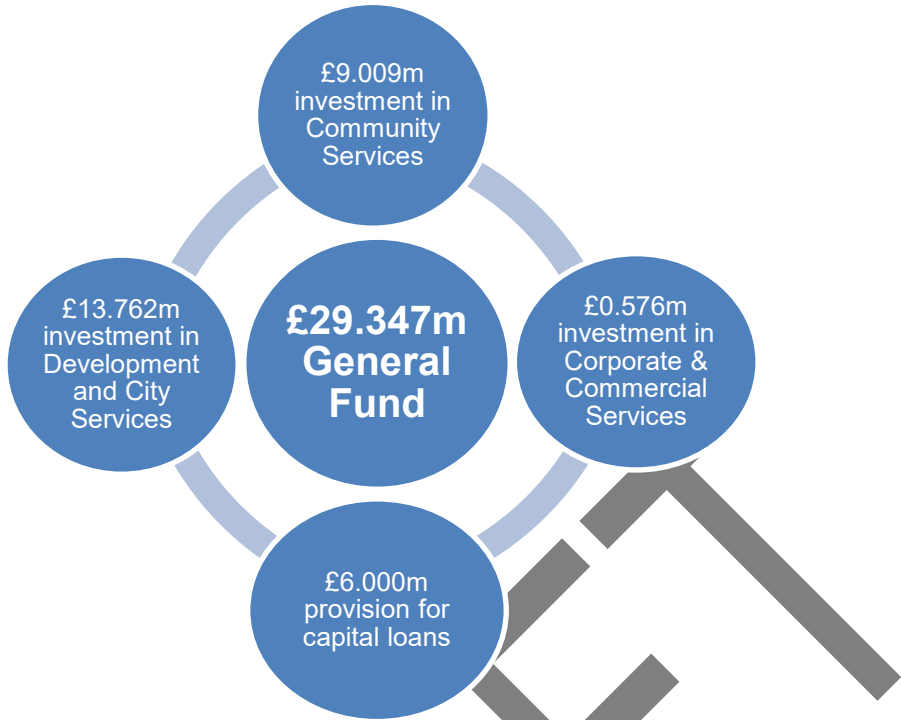 £9.009m
investment in
Community
Services
£13.762m
investment in
Development
and City
Services
£29.347m
General
Fund
£0.576m
investment in
Corporate &
Commercial
Services
£6.000m
provision for
capital loans